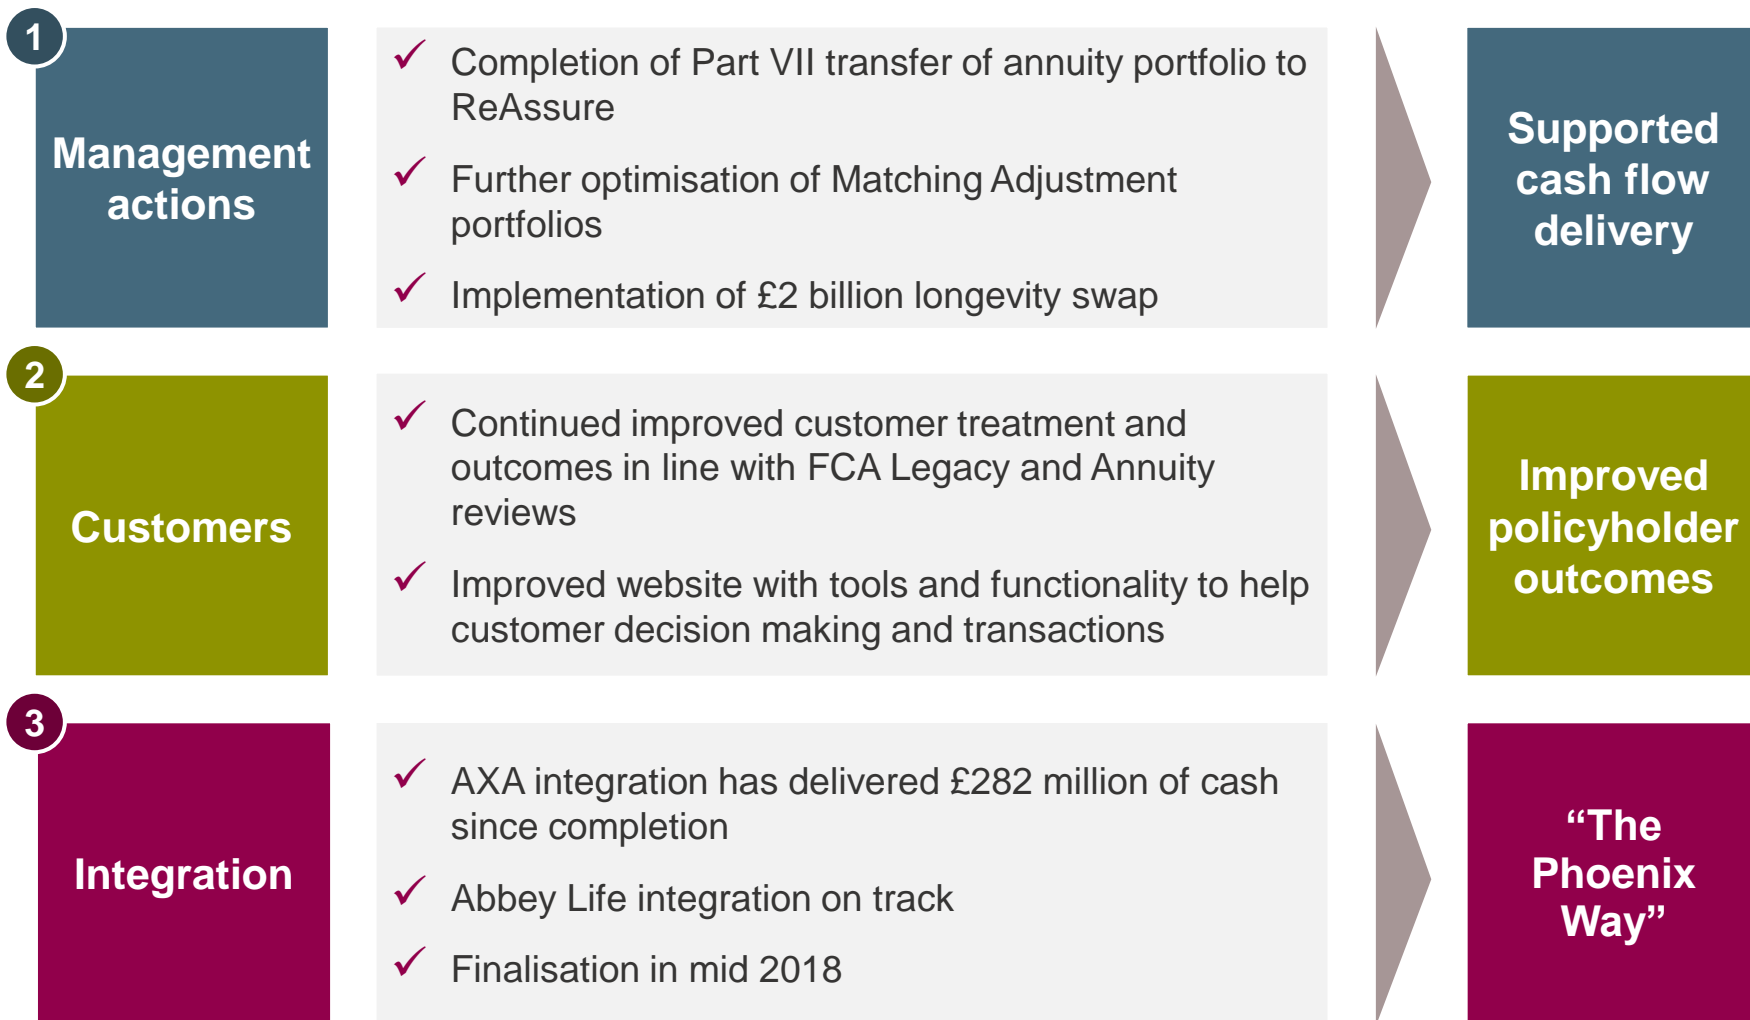 1
Management
actions
Completion of Part VII transfer of annuity portfolio to
ReAssure
Further optimisation of Matching Adjustment
portfolios
Implementation of £2 billion longevity swap
Supported
cash flow
delivery
2
Customers
Continued improved customer treatment and
outcomes in line with FCA Legacy and Annuity
reviews
Improved website with tools and functionality to help
customer decision making and transactions
Improved
policyholder
outcomes
3
Integration
AXA integration has delivered £282 million of cash
since completion
Abbey Life integration on track
Finalisation in mid 2018
“The
Phoenix
Way”